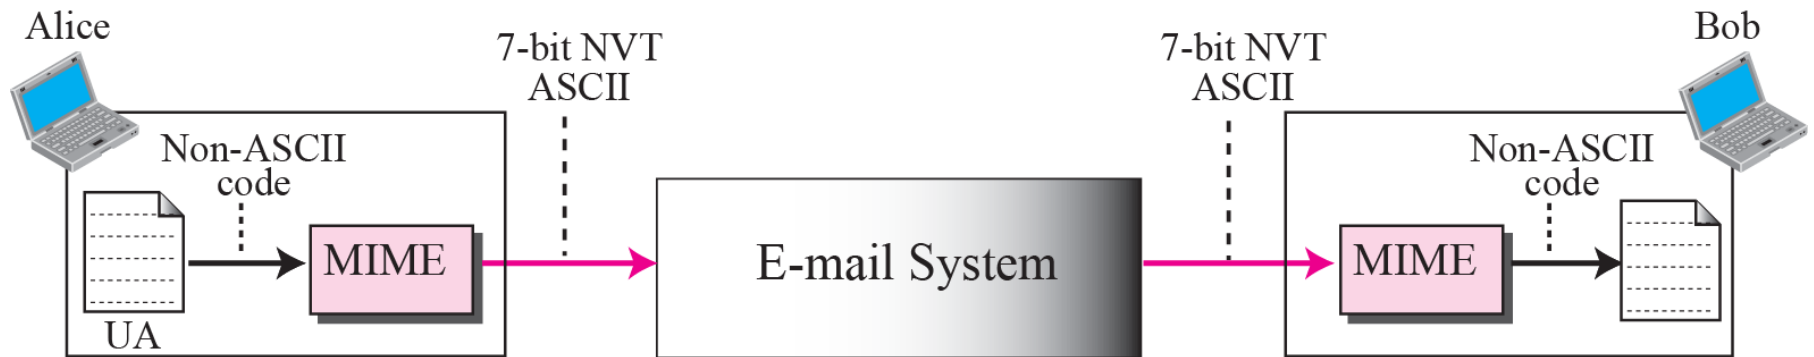 Alice
Bob
7-bit NVT
ASCII
7-bit NVT
ASCII
Non-ASCII
code
Non-ASCII
code
MIME
E-mail System
MIME
UA